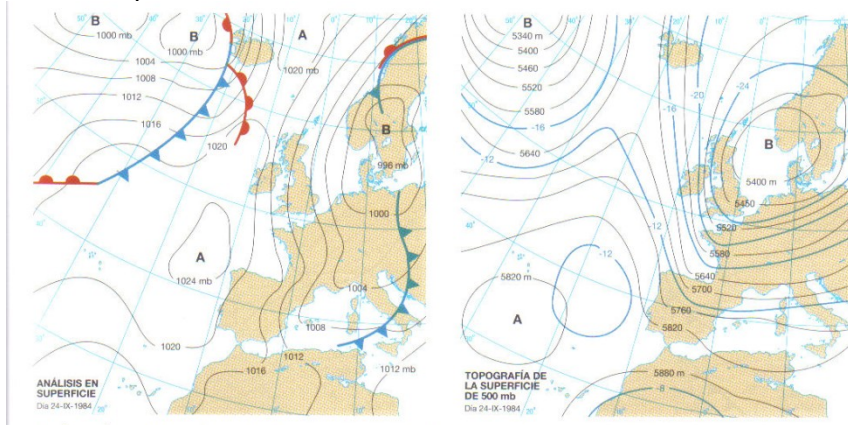 B
1000 mb
1004
1008
1012
1016
B
1000 mb
A
1020 mb
1020
B
996 mb
1000
A
1024 mb
1004
1008
1020
1012
1016
1012 mb
ANÁLISIS EN
SUPERFICIE
Día 24-IX-1984
B
5340 m
5400
5460
5520
5580
-16
-12
5640
-20
-16
-24
B
5400 m
5450
5520
5580
-12
-12
5640
5700
5760
5820
5820 m
A
5880 m
-8
TOPOGRAFÍA DE
LA SUPERFICIE
DE 500 mb
Día 24-IX-1984